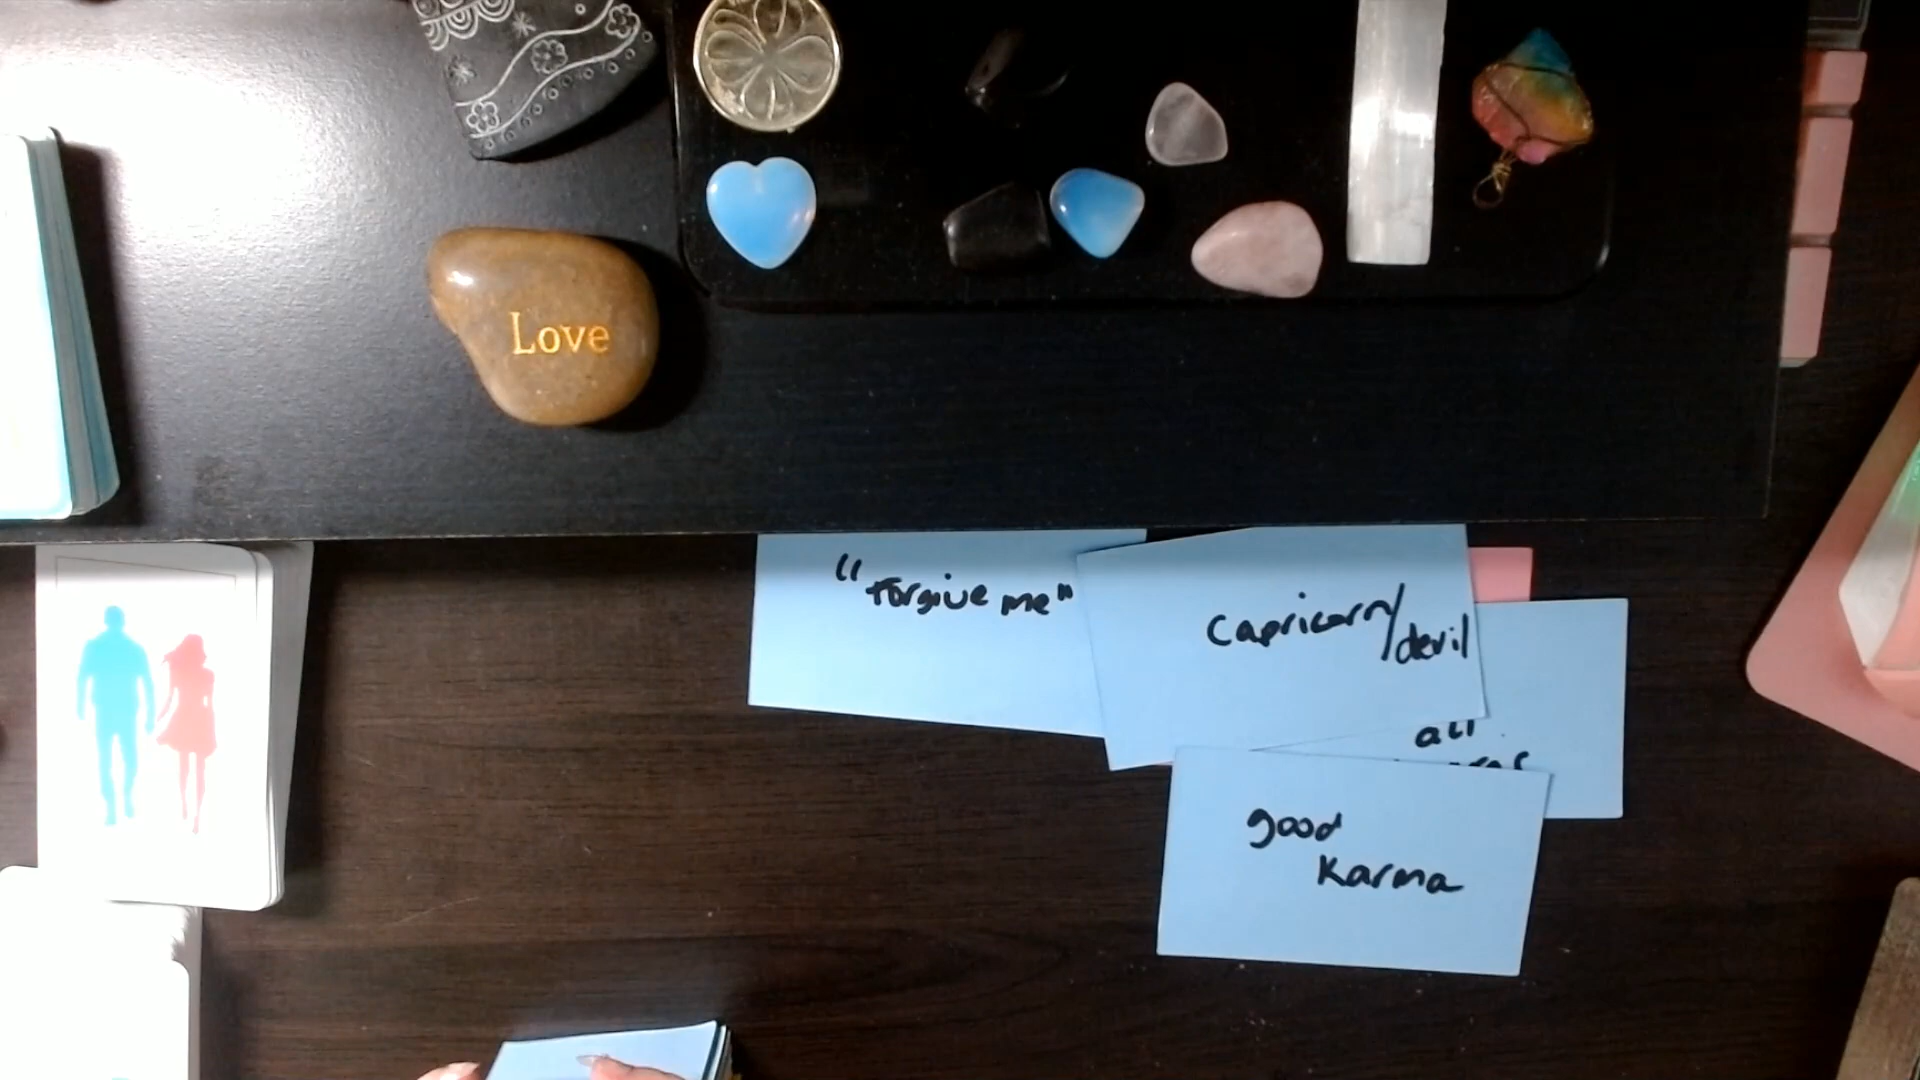 Love
"forgive me"
Capricorn/
devil
all
good
Karma